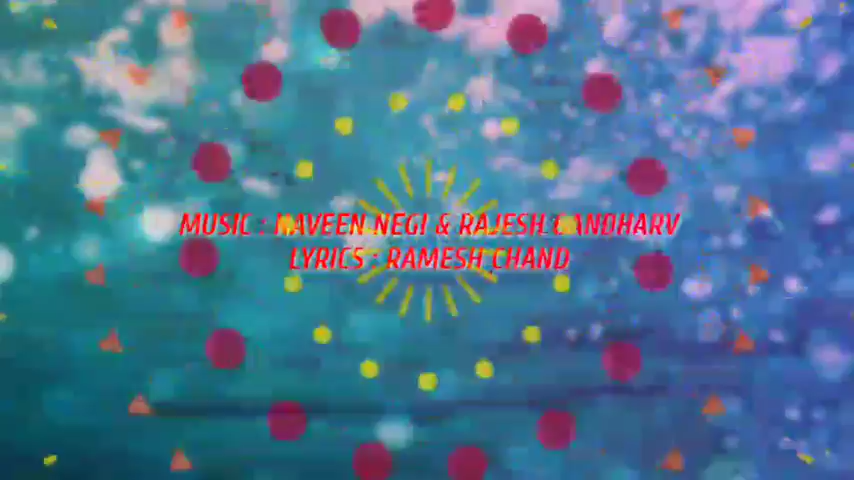 MUSIC : NAVEEN NEGI & RAJESH GANDHARV
LYRICS : RAMESH CHAND